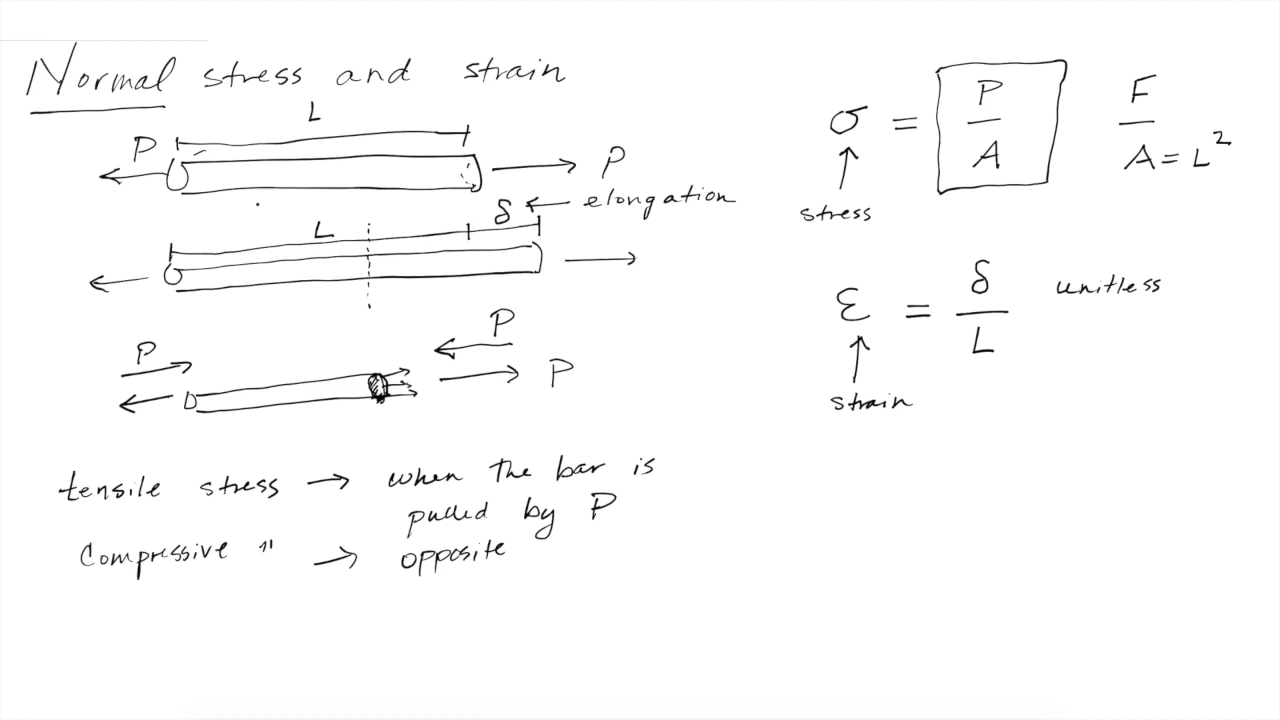 Normal stress and strain
L
P
P
δ ← elongation
L
P
P
P
tensile stress → when the bar is
pulled by P
Compressive " → opposite
σ = P/A F/A = L²
stress
ε = δ/L unitless
strain